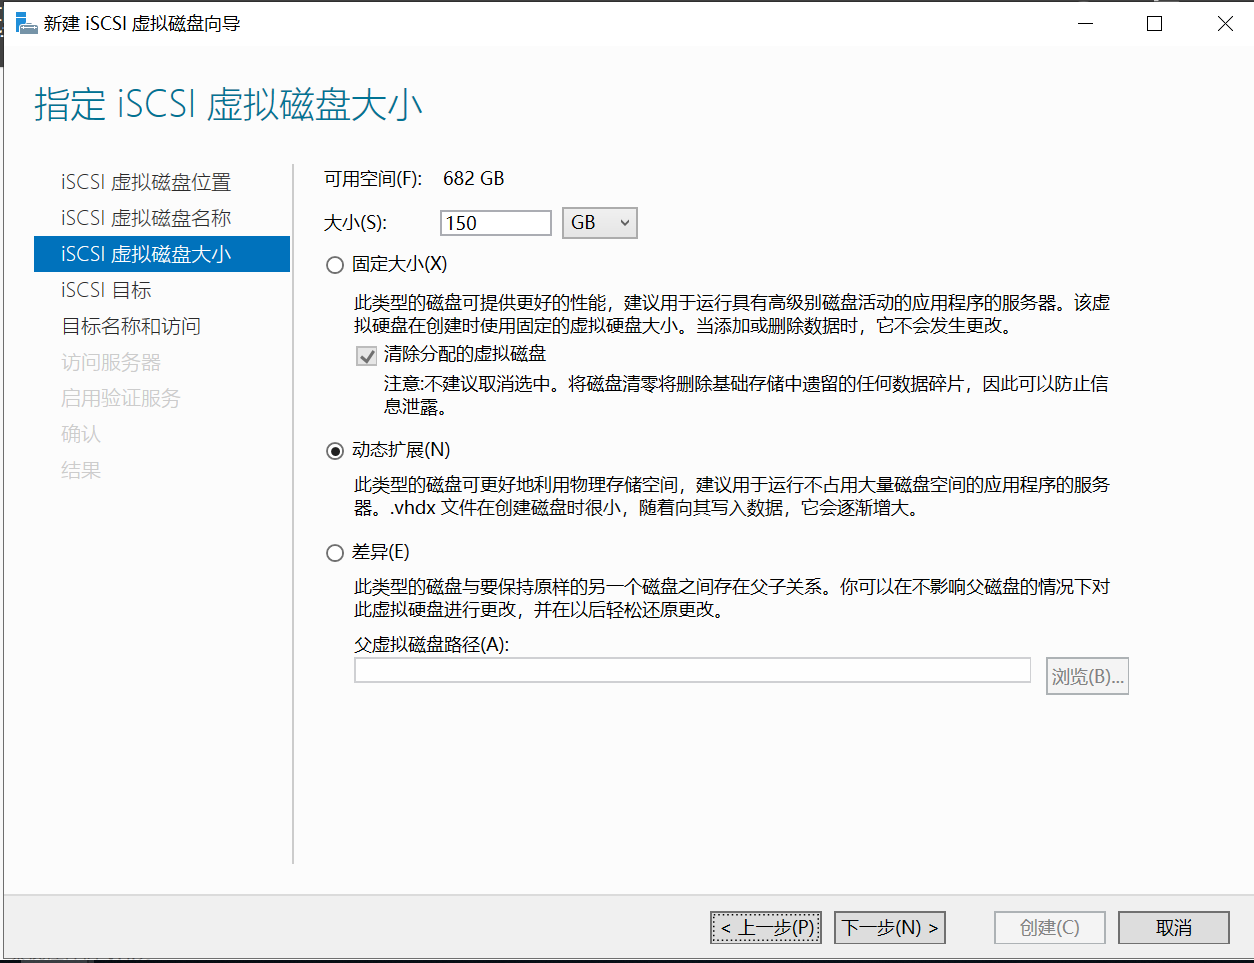 新建 iSCSI 虚拟磁盘向导
指定 iSCSI 虚拟磁盘大小
iSCSI 虚拟磁盘位置
iSCSI 虚拟磁盘名称
iSCSI 虚拟磁盘大小
iSCSI 目标
目标名称和访问
访问服务器
启用验证服务
确认
结果
可用空间(F): 682 GB
大小(S): 150 GB
固定大小(X)
此类型的磁盘可提供更好的性能，建议用于运行具有高级别磁盘活动的应用程序的服务器。该虚
拟硬盘在创建时使用固定的虚拟硬盘大小。当添加或删除数据时，它不会发生更改。
清除分配的虚拟磁盘
注意:不建议取消选中。将磁盘清零将删除基础存储中遗留的任何数据碎片，因此可以防止信
息泄露。
动态扩展(N)
此类型的磁盘可更好地利用物理存储空间，建议用于运行不占用大量磁盘空间的应用程序的服务
器。.vhdx 文件在创建磁盘时很小，随着向其写入数据，它会逐渐增大。
差异(E)
此类型的磁盘与要保持原样的另一个磁盘之间存在父子关系。你可以在不影响父磁盘的情况下对
此虚拟硬盘进行更改，并在以后轻松还原更改。
父虚拟磁盘路径(A):
浏览(B)...
< 上一步(P) 下一步(N) > 创建(C) 取消